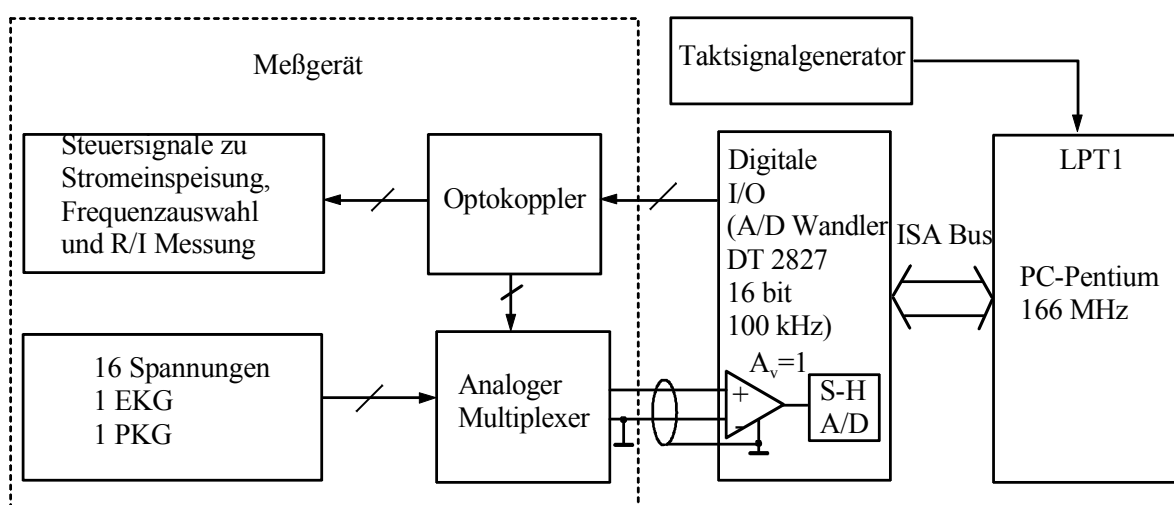 Meßgerät
Taktsignalgenerator
Steuersignale zu
Stromeinspeisung,
Frequenzauswahl
und R/I Messung
Optokoppler
Digitale
I/O
(A/D Wandler
DT 2827
16 bit
100 kHz)
ISA Bus
LPT1
PC-Pentium
166 MHz
16 Spannungen
1 EKG
1 PKG
Analoger
Multiplexer
Av=1
+
-
S-H
A/D